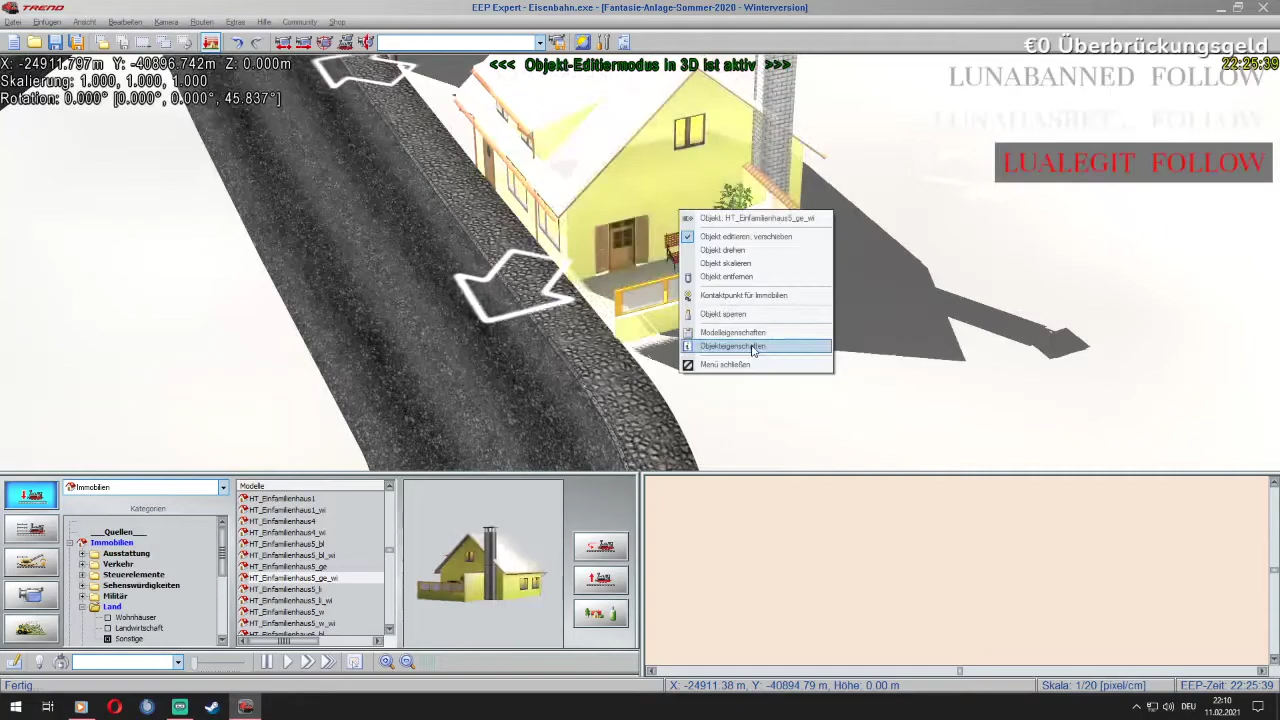 TREND
EEP Expert - Eisenbahn.exe - [Fantasie-Anlage-Sommer-2020 - Winterversion]
Datei Einfügen Ansicht Bearbeiten Kamera Routen Extras Hilfe Community Shop
€0 Überbrückungsgeld
X: -24911.797m Y: -40896.742m Z: 0.000m
<<< Objekt-Editiermodus in 3D ist aktiv >>>
22:25:39
Skalierung: 1.000, 1.000, 1.000
LUNABANNED FOLLOW
Rotation: 0.000° [0.000°, 0.000°, 45.837°]
FOLLOW
LUALEGIT FOLLOW
Objekt: HT_Einfamilienhaus5_ge_wi
Objekt editieren, verschieben
Objekt drehen
Objekt skalieren
Objekt entfernen
Kontaktpunkt für Immobilien
Objekt sperren
Modelleigenschaften
Objekteigenschaften
Menü schließen
Immobilien
Kategorien
__Quellen__
Immobilien
Ausstattung
Verkehr
Steuerelemente
Sehenswürdigkeiten
Militär
Land
Wohnhäuser
Landwirtschaft
Sonstige
Modelle
HT_Einfamilienhaus1
HT_Einfamilienhaus1_wi
HT_Einfamilienhaus4
HT_Einfamilienhaus4_wi
HT_Einfamilienhaus5_bl
HT_Einfamilienhaus5_bl_wi
HT_Einfamilienhaus5_ge
HT_Einfamilienhaus5_ge_wi
HT_Einfamilienhaus5_li
HT_Einfamilienhaus5_li_wi
HT_Einfamilienhaus5_w
HT_Einfamilienhaus5_w_wi
HT_Einfamilienhaus6_bl
Fertig...
X: -24911.38 m, Y: -40894.79 m, Höhe: 0.00 m
Skala: 1/20 [pixel/cm]
EEP-Zeit: 22:25:39
DEU
22:10
11.02.2021